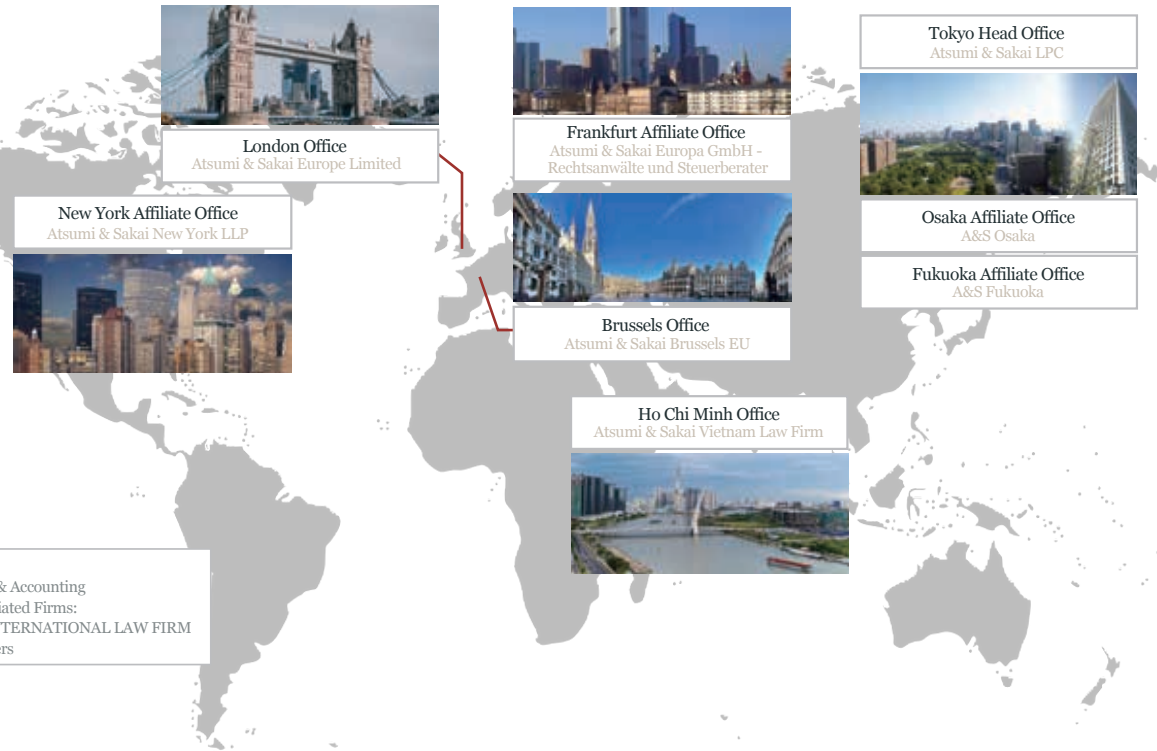 London Office
Atsumi & Sakai Europe Limited
New York Affiliate Office
Atsumi & Sakai New York LLP
Frankfurt Affiliate Office
Atsumi & Sakai Europa GmbH -
Rechtsanwälte und Steuerberater
Brussels Office
Atsumi & Sakai Brussels EU
Tokyo Head Office
Atsumi & Sakai LPC
Osaka Affiliate Office
A&S Osaka
Fukuoka Affiliate Office
A&S Fukuoka
Ho Chi Minh Office
Atsumi & Sakai Vietnam Law Firm
& Accounting
iated Firms:
TERNATIONAL LAW FIRM
ers